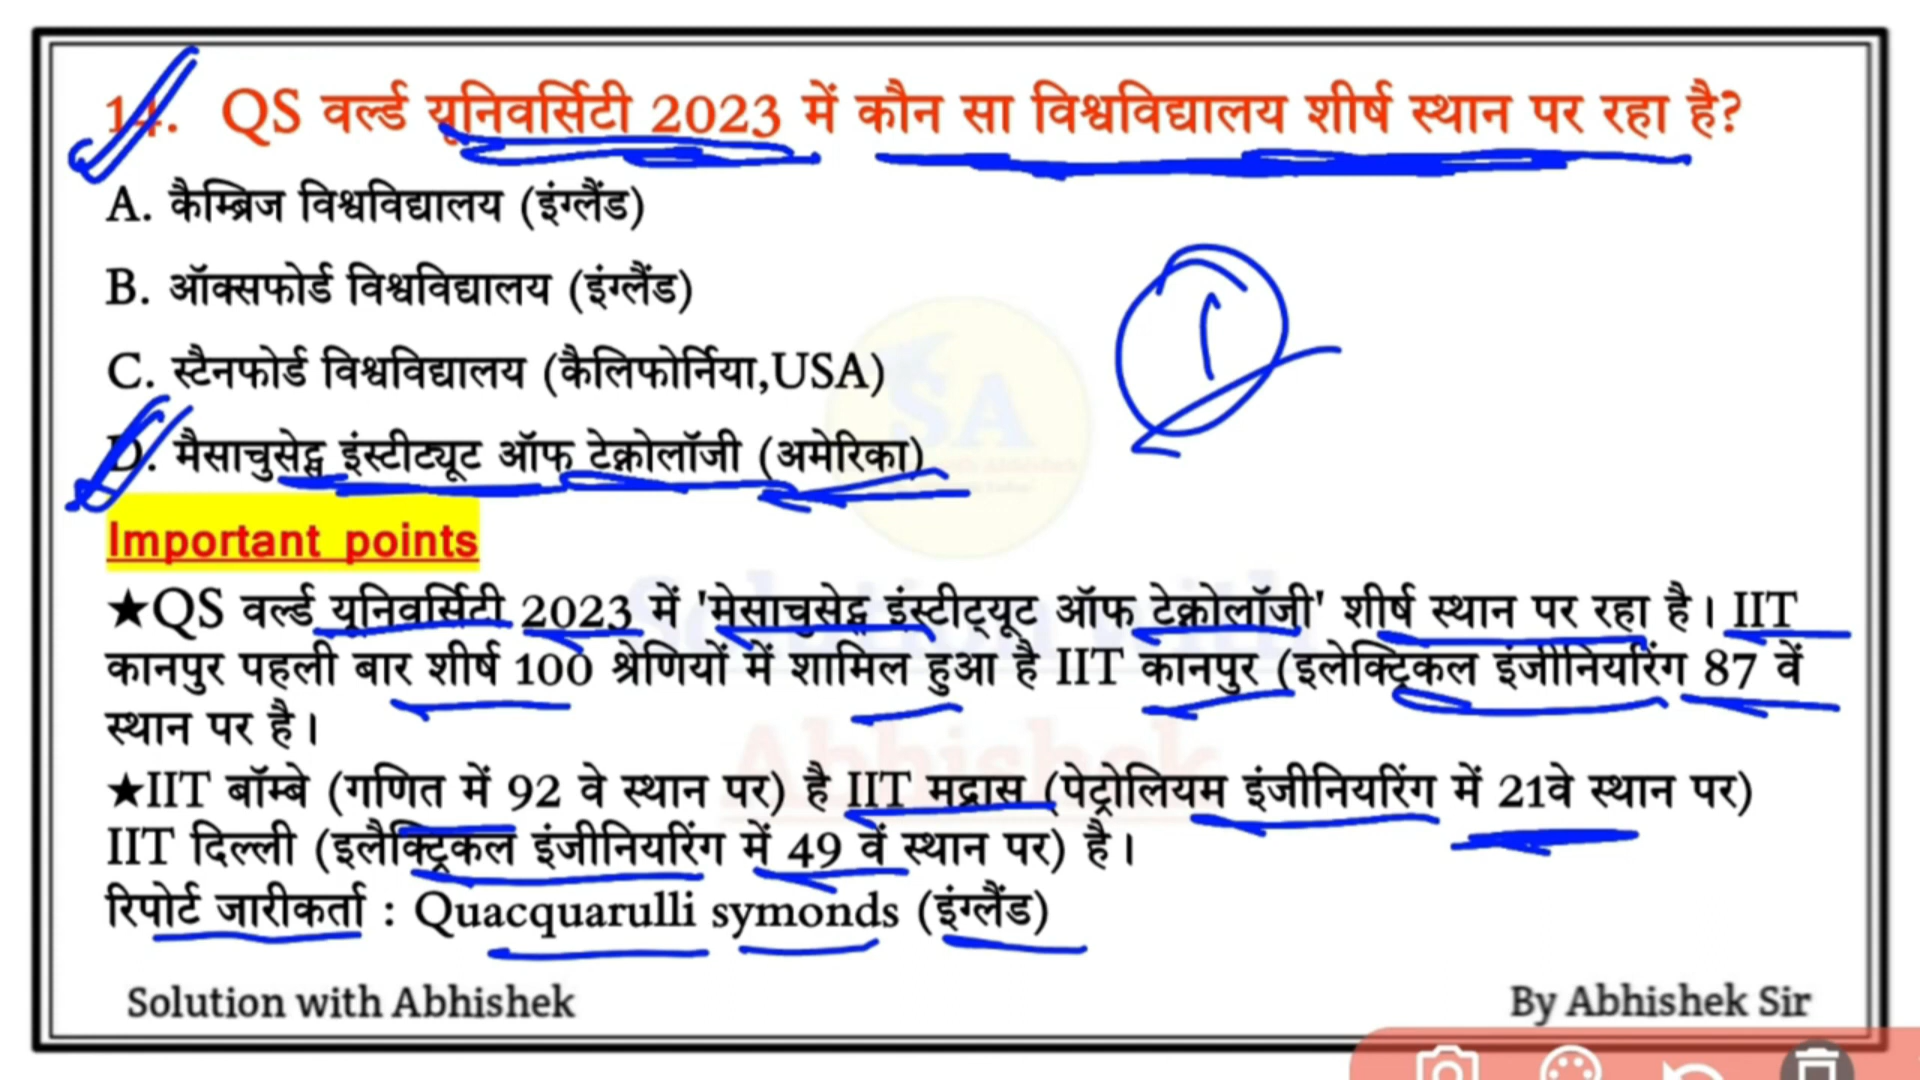 14. QS वर्ल्ड यूनिवर्सिटी 2023 में कौन सा विश्वविद्यालय शीर्ष स्थान पर रहा है?
A. कैम्ब्रिज विश्वविद्यालय (इंग्लैंड)
B. ऑक्सफोर्ड विश्वविद्यालय (इंग्लैंड)
C. स्टैनफोर्ड विश्वविद्यालय (कैलिफोर्निया,USA)
D. मैसाचुसेट्स इंस्टीट्यूट ऑफ टेक्नोलॉजी (अमेरिका)
1
SA
Important points
★QS वर्ल्ड यूनिवर्सिटी 2023 में 'मेसाचुसेट्स इंस्टीट्यूट ऑफ टेक्नोलॉजी' शीर्ष स्थान पर रहा है। IIT
कानपुर पहली बार शीर्ष 100 श्रेणियों में शामिल हुआ है IIT कानपुर (इलेक्ट्रिकल इंजीनियरिंग 87 वें
स्थान पर है।
★IIT बॉम्बे (गणित में 92 वे स्थान पर) है IIT मद्रास (पेट्रोलियम इंजीनियरिंग में 21वे स्थान पर)
IIT दिल्ली (इलैक्ट्रिकल इंजीनियरिंग में 49 वें स्थान पर) है।
रिपोर्ट जारीकर्ता : Quacquarulli symonds (इंग्लैंड)
Solution with Abhishek
By Abhishek Sir